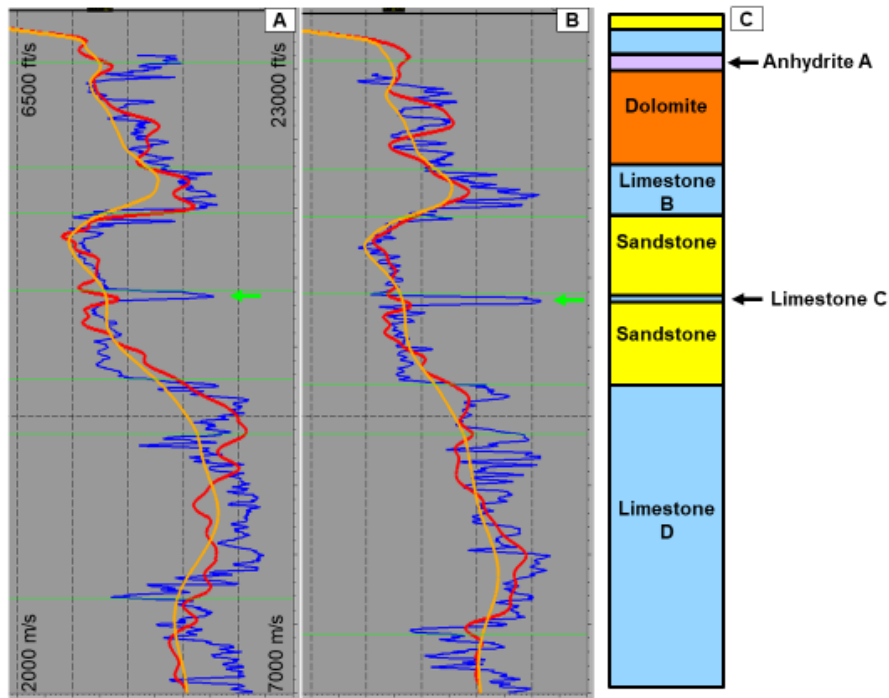 A
B
C
6500 ft/s
23000 ft/s
2000 m/s
7000 m/s
Anhydrite A
Dolomite
Limestone
B
Sandstone
Limestone C
Sandstone
Limestone
D